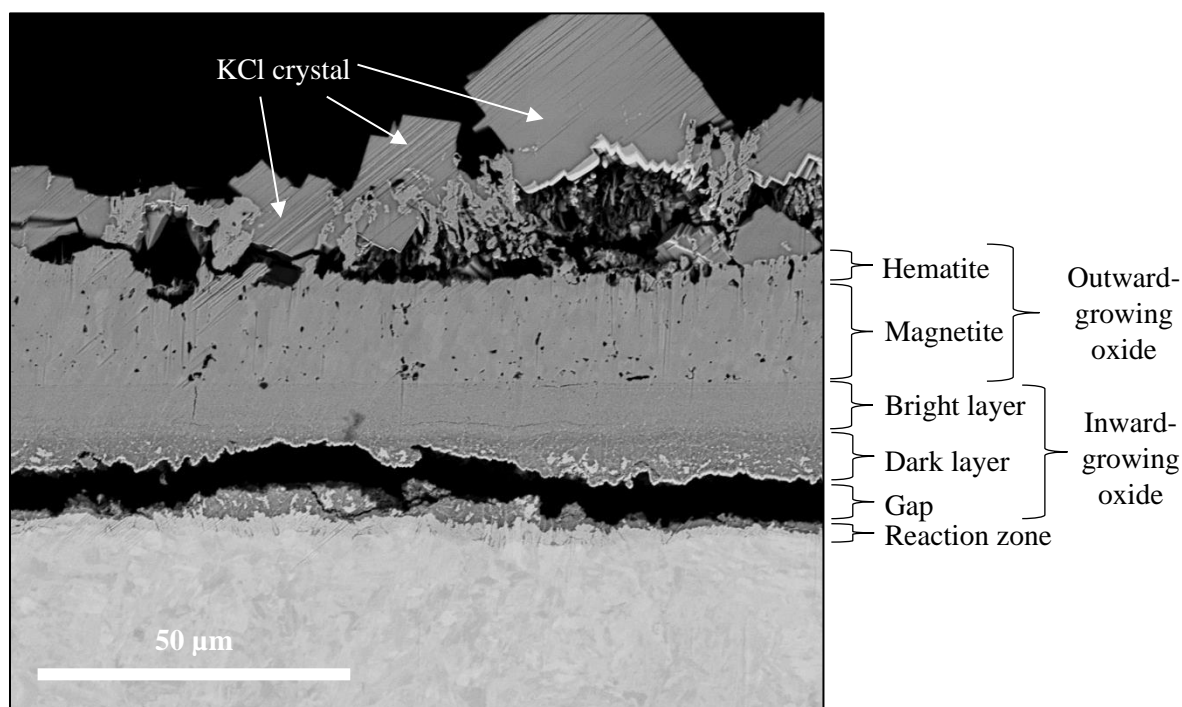 KCl crystal
Hematite
Magnetite
Outward-
growing
oxide
Bright layer
Dark layer
Gap
Inward-
growing
oxide
Reaction zone
50 µm